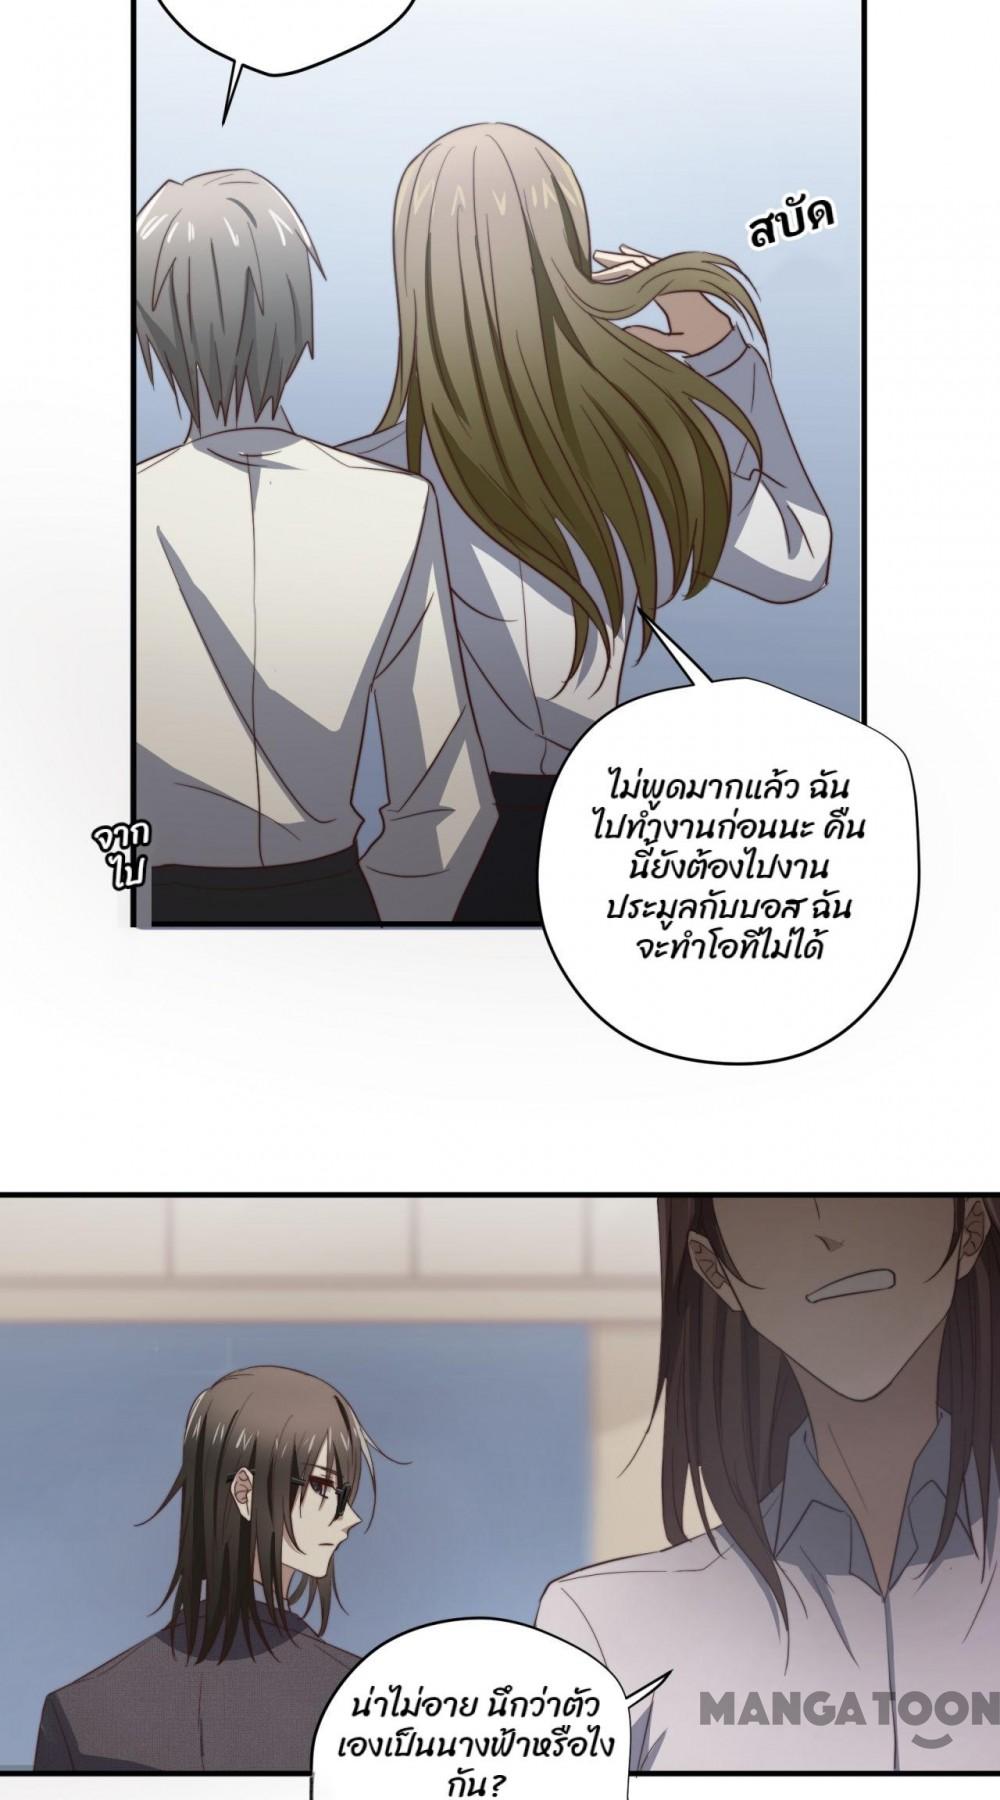 สบัด
ไม่พูดมากแล้ว ฉัน
ไปทำงานก่อนนะ คืน
นี้ยังต้องไปงาน
ประมูลกับบอส ฉัน
จะทำโอทีไม่ได้
จาก
ไป
น่าไม่อาย นึกว่าตัว
เองเป็นนางฟ้าหรือไง
กัน?
MANGATOON